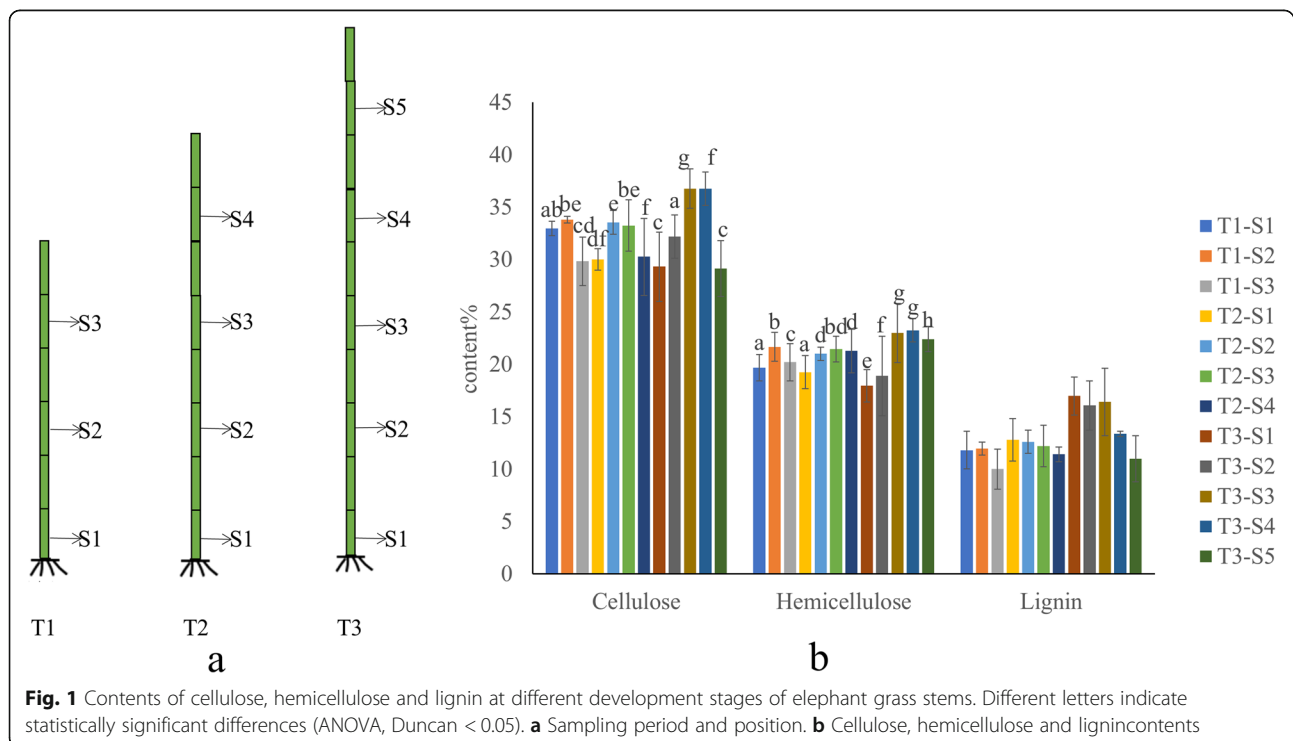 S3
S2
S1
T1
S4
S3
S2
S1
T2
S5
S4
S3
S2
S1
T3
a
content%
45
40
35
30
25
20
15
10
5
0
ab be cd df e be f c a g f c
a b c a d bd d e f g g h
Cellulose Hemicellulose Lignin
b
T1-S1
T1-S2
T1-S3
T2-S1
T2-S2
T2-S3
T2-S4
T3-S1
T3-S2
T3-S3
T3-S4
T3-S5
Fig. 1 Contents of cellulose, hemicellulose and lignin at different development stages of elephant grass stems. Different letters indicate
statistically significant differences (ANOVA, Duncan < 0.05). a Sampling period and position. b Cellulose, hemicellulose and lignincontents